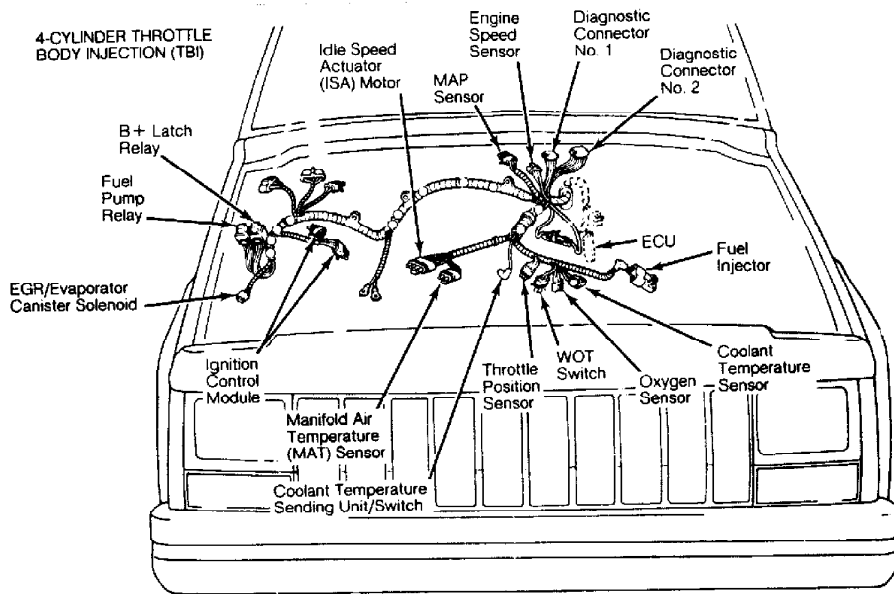 4-CYLINDER THROTTLE
BODY INJECTION (TBI)
Idle Speed
Actuator
(ISA) Motor
MAP
Sensor
Engine
Speed
Sensor
Diagnostic
Connector
No. 1
Diagnostic
Connector
No. 2
B+ Latch
Relay
Fuel
Pump
Relay
EGR/Evaporator
Canister Solenoid
ECU
Fuel
Injector
Ignition
Control
Module
Manifold Air
Temperature
(MAT) Sensor
Coolant Temperature
Sending Unit/Switch
Throttle
Position
Sensor
WOT
Switch
Oxygen
Sensor
Coolant
Temperature
Sensor